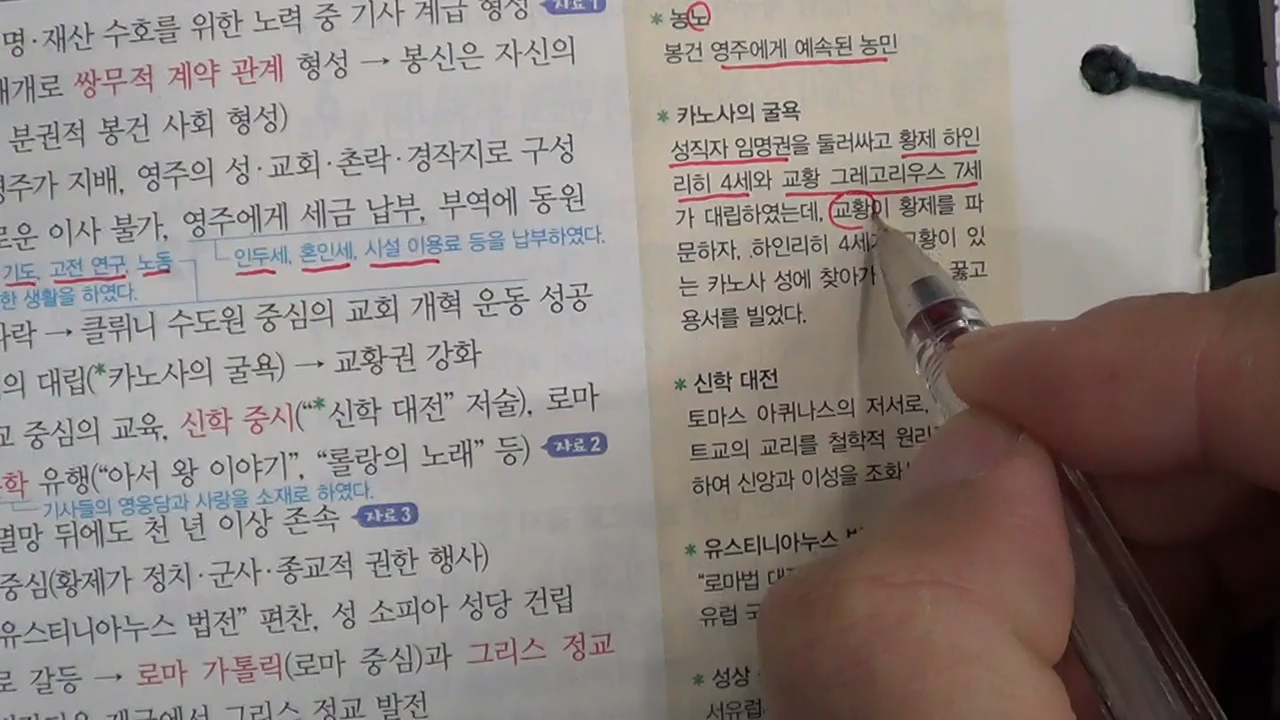 명·재산 수호를 위한 노력 중 기사 계급 형성 자료1
쌍무적 계약 관계 형성 → 봉신은 자신의
분권적 봉건 사회 형성)
지배, 영주의 성·교회·촌락·경작지로 구성
이사 불가, 영주에게 세금 납부, 부역에 동원
인두세, 혼인세, 시설 이용료 등을 납부하였다.
기도, 고전 연구, 노동
한 생활을 하였다.
→ 클뤼니 수도원 중심의 교회 개혁 운동 성공
의 대립(*카노사의 굴욕) → 교황권 강화
중심의 교육, 신학 중시("*신학 대전" 저술), 로마
유행("아서 왕 이야기", "롤랑의 노래" 등) 자료2
기사들의 영웅담과 사랑을 소재로 하였다.
멸망 뒤에도 천 년 이상 존속 자료3
중심(황제가 정치·군사·종교적 권한 행사)
유스티니아누스 법전" 편찬, 성 소피아 성당 건립
갈등 → 로마 가톨릭(로마 중심)과 그리스 정교
그리스 정교 발전
* 농노
봉건 영주에게 예속된 농민
* 카노사의 굴욕
성직자 임명권을 둘러싸고 황제 하인
리히 4세와 교황 그레고리우스 7세
가 대립하였는데, 교황이 황제를 파
문하자, 하인리히 4세가 교황이 있
는 카노사 성에 찾아가 꿇고
용서를 빌었다.
* 신학 대전
토마스 아퀴나스의 저서로,
트교의 교리를 철학적
하여 신앙과 이성을 조화
* 유스티니아누스
"로마법
유럽
* 성상
서유럽